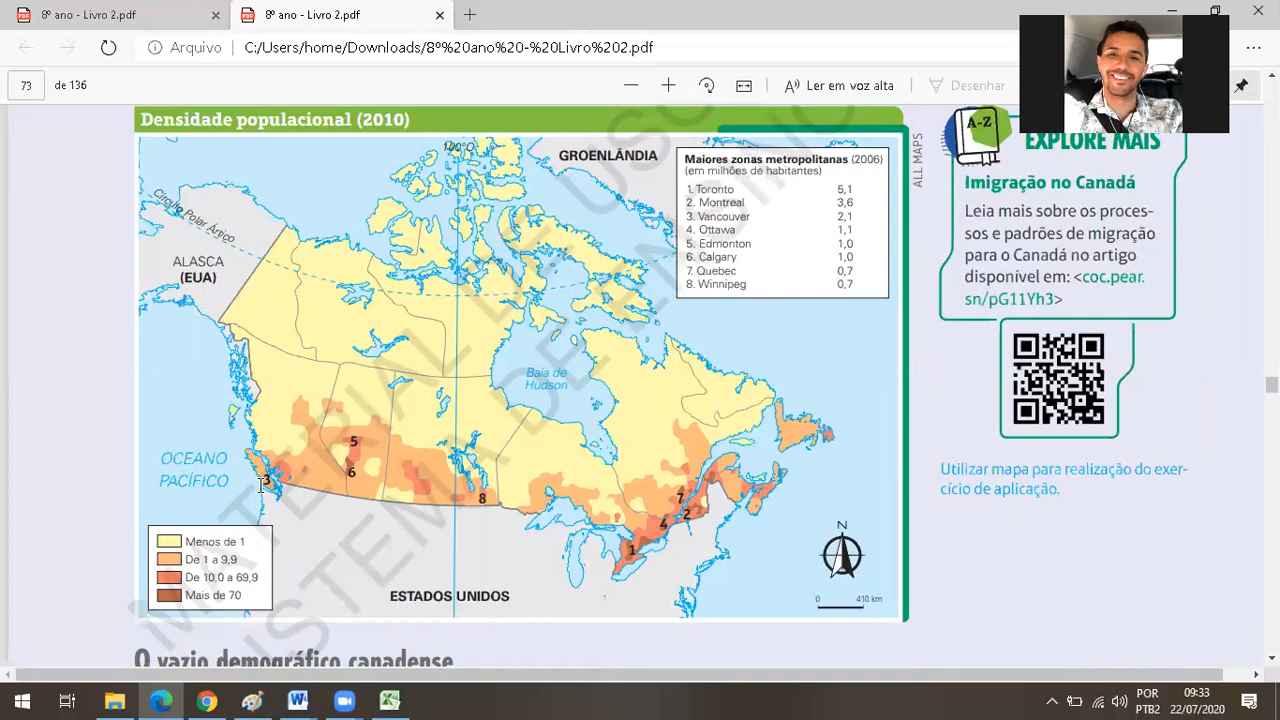 8º ano - Livro 2.pdf
8º ano - Livro 2.pdf
Arquivo
C:/Users/home/Downloads/8º%20ano%20-%20Livro%202.pdf
73
de 136
Ler em voz alta
Desenhar
Densidade populacional (2010)
100° O
GROENLÂNDIA
Círculo Polar Ártico
ALASCA
(EUA)
Maiores zonas metropolitanas (2006)
(em milhões de habitantes)
1. Toronto 5,1
2. Montreal 3,6
3. Vancouver 2,1
4. Ottawa 1,1
5. Edmonton 1,0
6. Calgary 1,0
7. Quebec 0,7
8. Winnipeg 0,7
Baía de
Hudson
OCEANO
PACÍFICO
5
6
3
8
7
2
4
1
Menos de 1
De 1 a 9,9
De 10,0 a 69,9
Mais de 70
ESTADOS UNIDOS
N
0 410 km
ALL MAPS
MATERIAL DE USO
SISTEMA DE ENSINO
A-Z
EXPLORE MAIS
Imigração no Canadá
Leia mais sobre os proces-
sos e padrões de migração
para o Canadá no artigo
disponível em: <coc.pear.
sn/pG11Yh3>
Utilizar mapa para realização do exer-
cício de aplicação.
O vazio demográfico canadense
POR
PTB2
09:33
22/07/2020